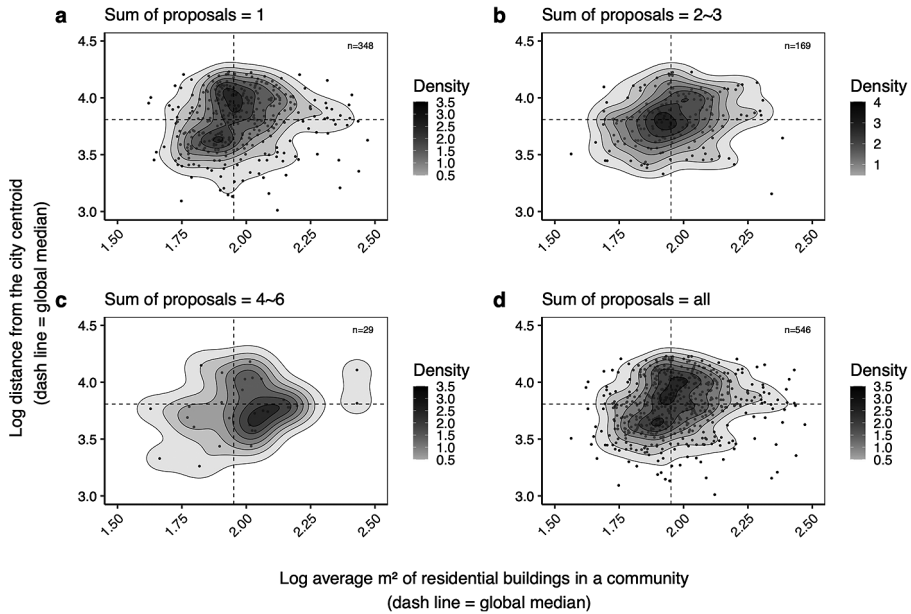 a Sum of proposals = 1
n=348
4.5
4.0
3.5
3.0
1.50 1.75 2.00 2.25 2.50
Density
3.5
3.0
2.5
2.0
1.5
1.0
0.5
b Sum of proposals = 2~3
n=169
4.5
4.0
3.5
3.0
1.50 1.75 2.00 2.25 2.50
Density
4
3
2
1
c Sum of proposals = 4~6
n=29
4.5
4.0
3.5
3.0
1.50 1.75 2.00 2.25 2.50
Density
3.5
3.0
2.5
2.0
1.5
1.0
0.5
d Sum of proposals = all
n=546
4.5
4.0
3.5
3.0
1.50 1.75 2.00 2.25 2.50
Density
3.5
3.0
2.5
2.0
1.5
1.0
0.5
Log distance from the city centroid
(dash line = global median)
Log average m² of residential buildings in a community
(dash line = global median)